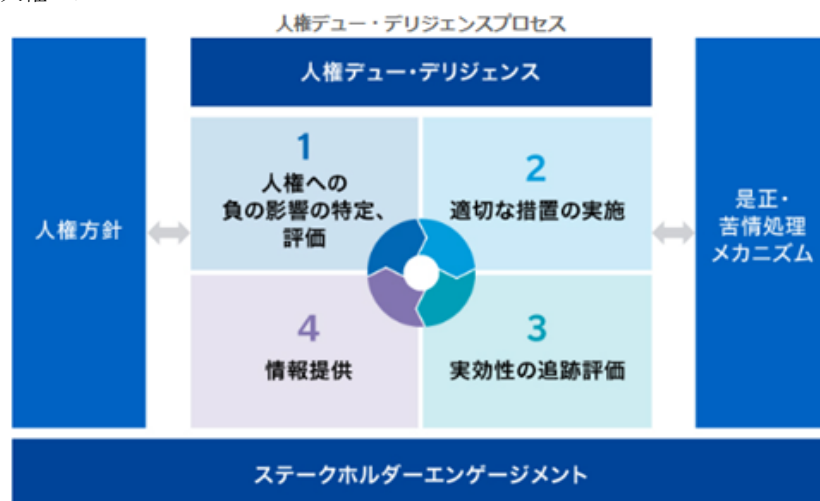 人権デュー・デリジェンスプロセス
人権デュー・デリジェンス
人権方針
1
人権への
負の影響の特定、
評価
2
適切な措置の実施
4
情報提供
3
実効性の追跡評価
是正・
苦情処理
メカニズム
ステークホルダーエンゲージメント